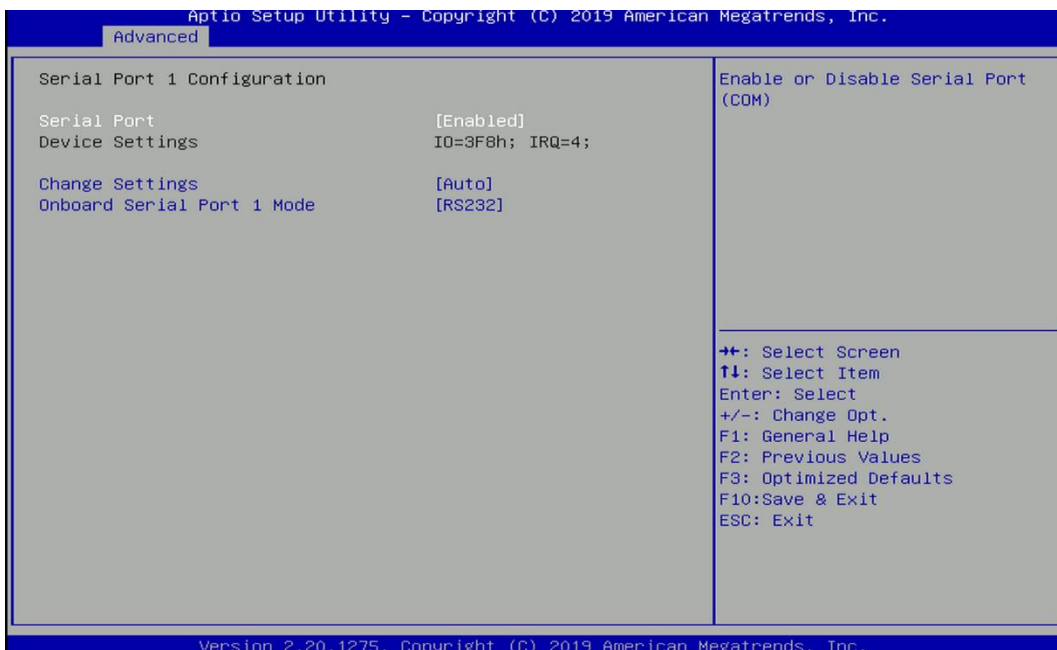 Aptio Setup Utility – Copyright (C) 2019 American Megatrends, Inc.
Advanced
Serial Port 1 Configuration
Serial Port [Enabled]
Device Settings IO=3F8h; IRQ=4;
Change Settings [Auto]
Onboard Serial Port 1 Mode [RS232]
Enable or Disable Serial Port
(COM)
→←: Select Screen
↑↓: Select Item
Enter: Select
+/-: Change Opt.
F1: General Help
F2: Previous Values
F3: Optimized Defaults
F10:Save & Exit
ESC: Exit
Version 2.20.1275. Copyright (C) 2019 American Megatrends, Inc.